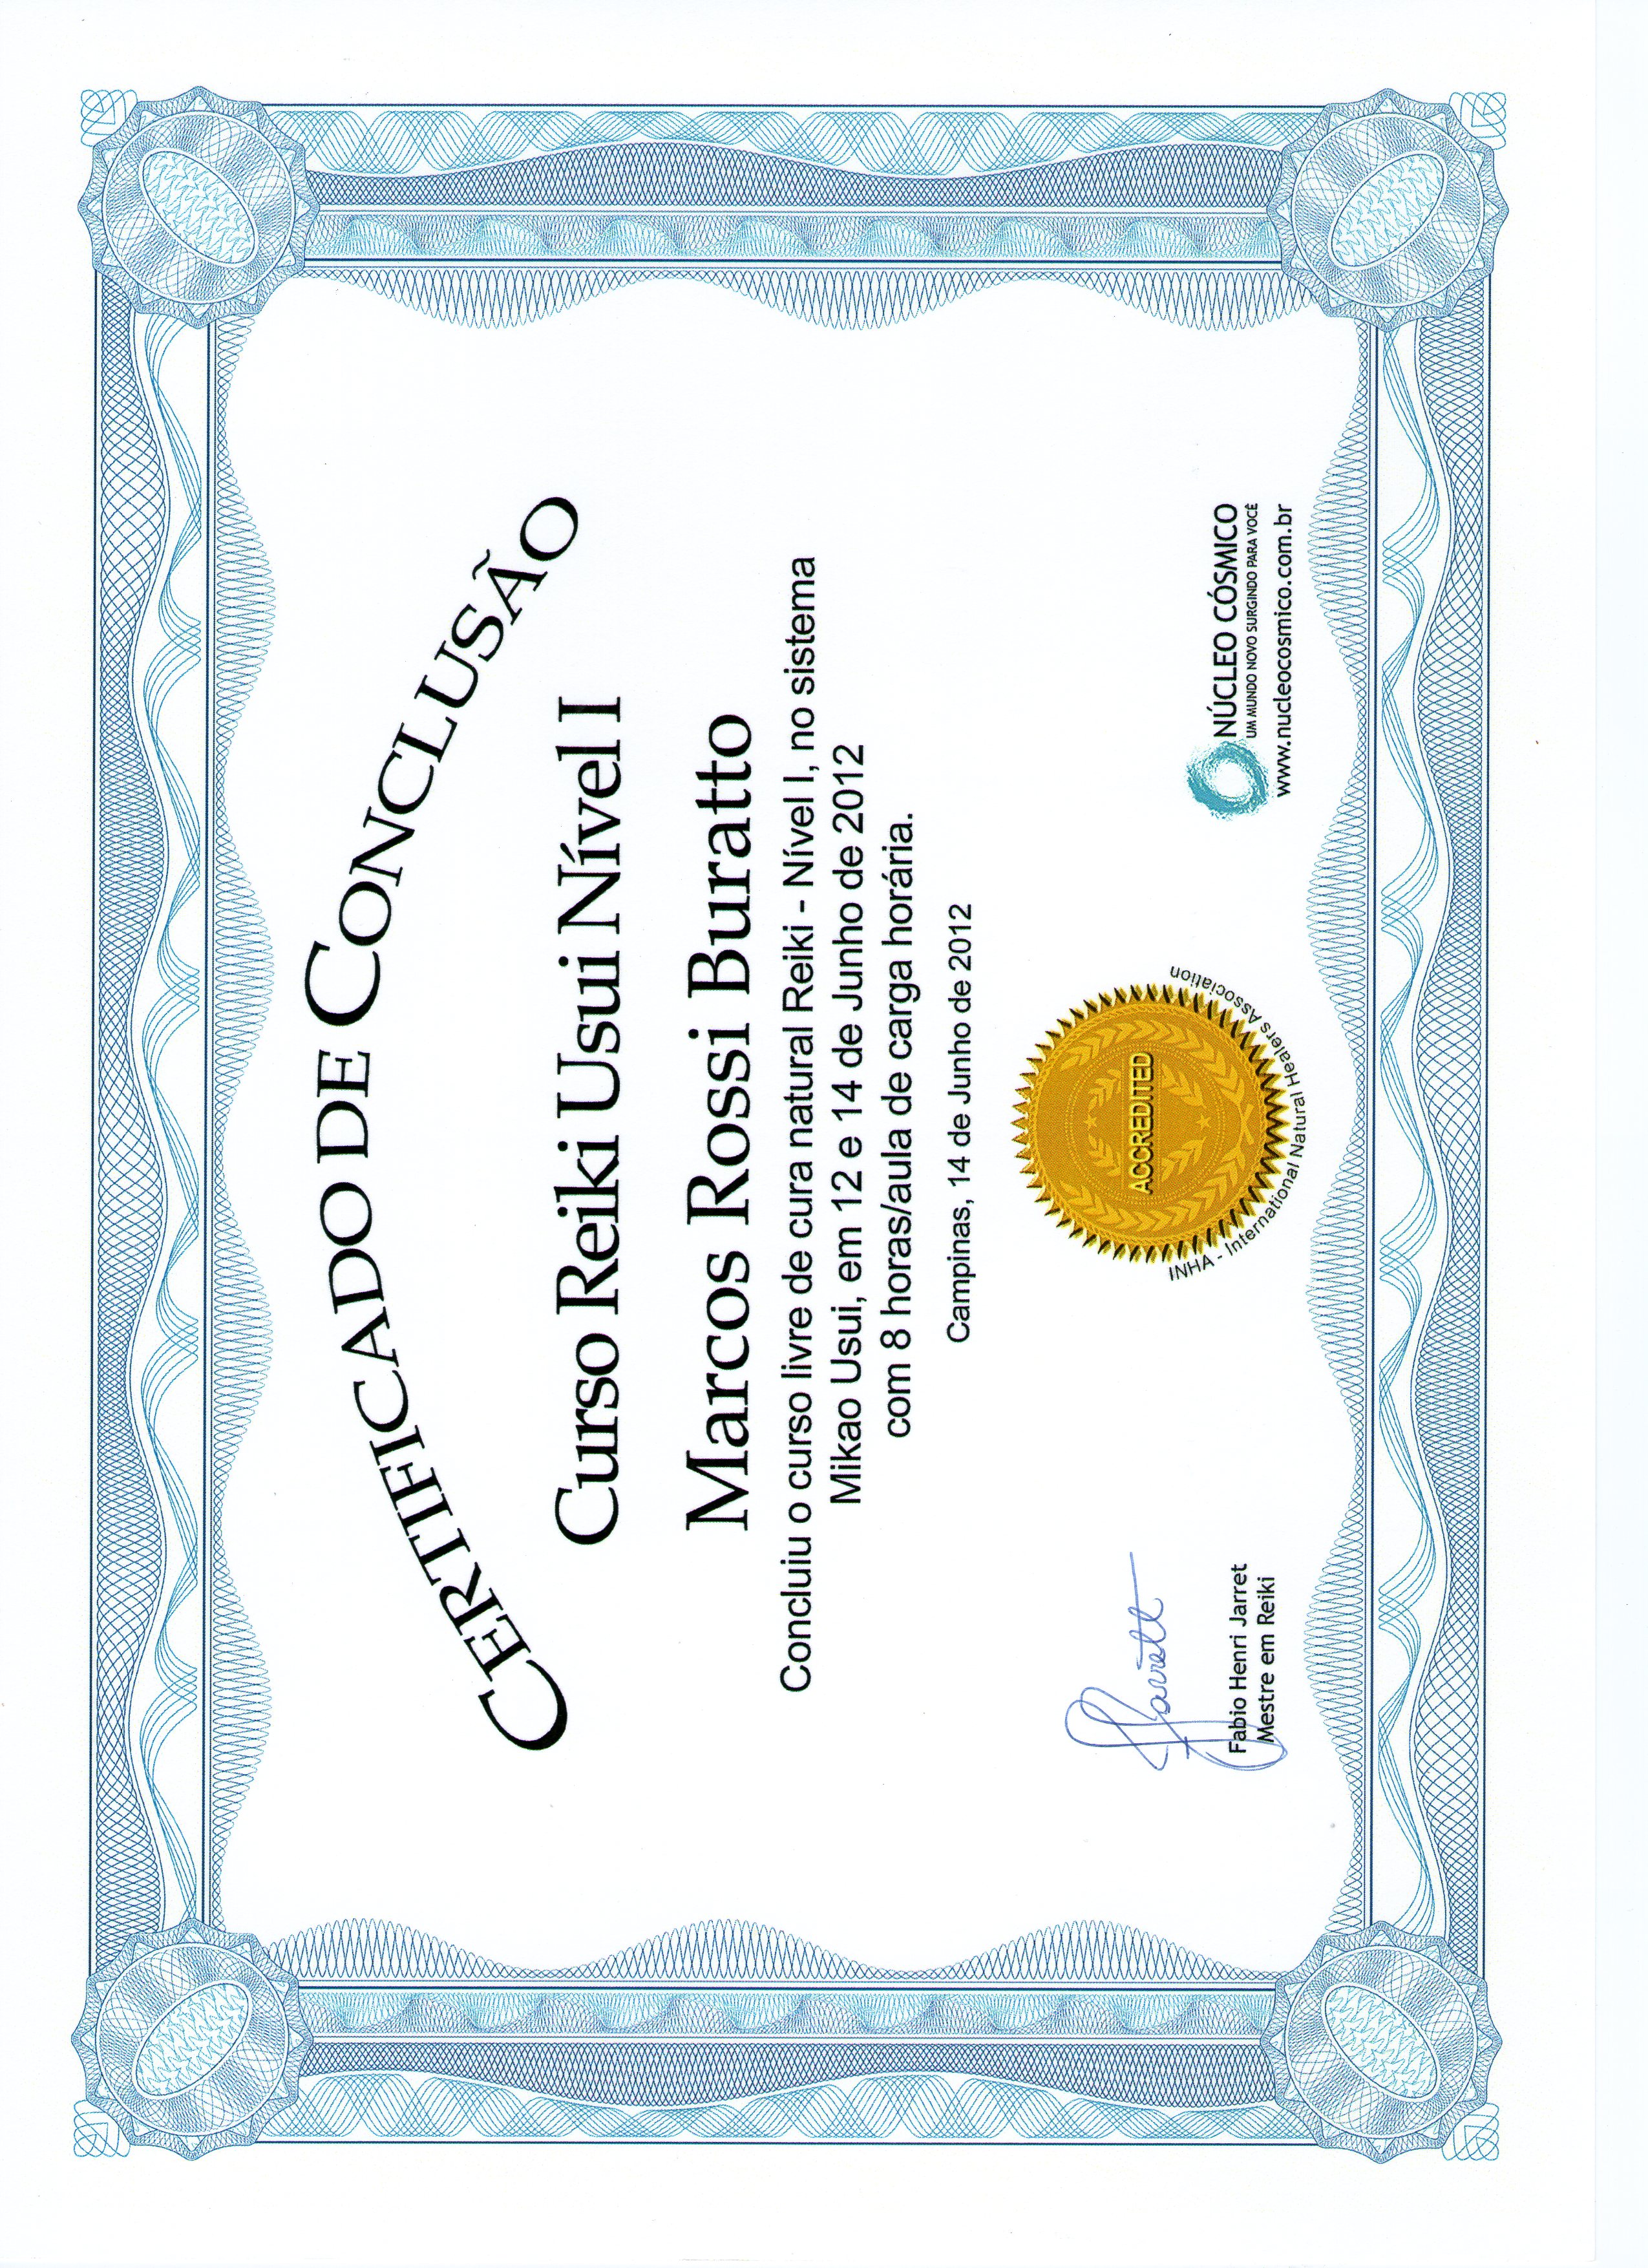 CERTIFICADO DE CONCLUSÃO
Curso Reiki Usui Nível I
Marcos Rossi Buratto
Concluiu o curso livre de cura natural Reiki - Nível I, no sistema
Mikao Usui, em 12 e 14 de Junho de 2012
com 8 horas/aula de carga horária.
Campinas, 14 de Junho de 2012
Jarrett
Fabio Henri Jarret
Mestre em Reiki
ACCREDITED
INHA - International Natural Healers Association
NÚCLEO CÓSMICO
UM MUNDO NOVO SURGINDO PARA VOCÊ
www.nucleocosmico.com.br